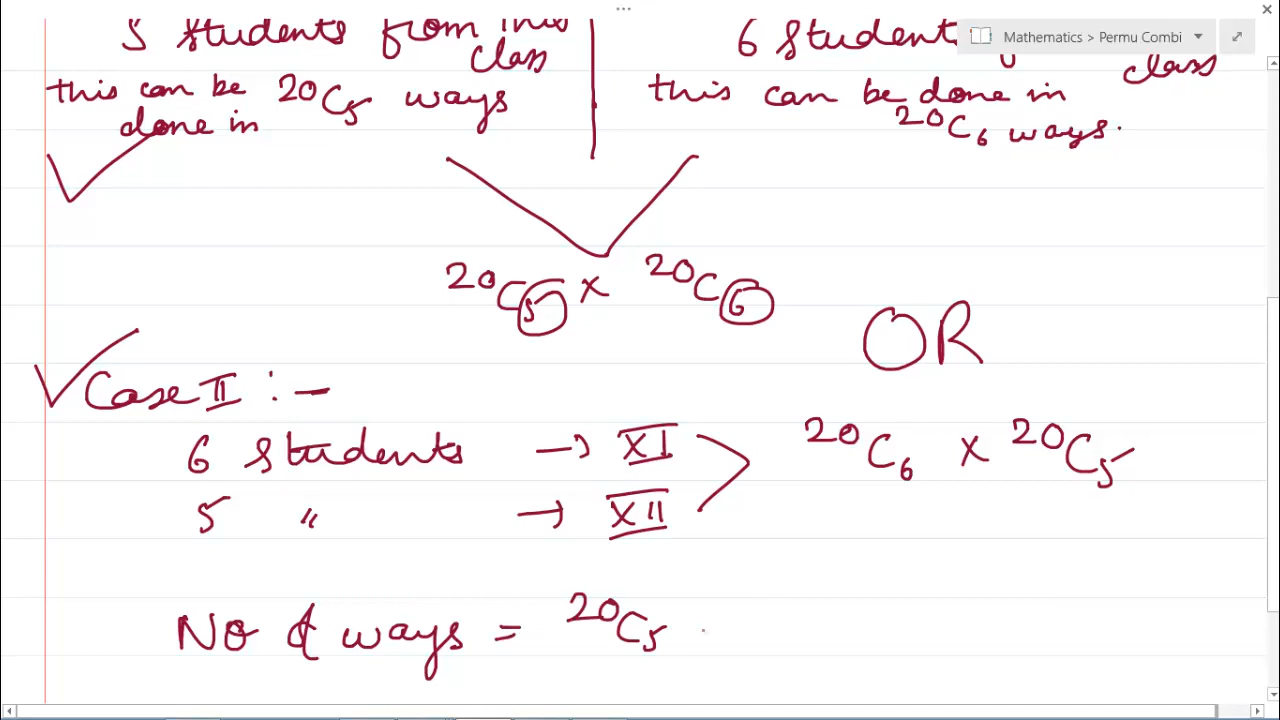 5 students from this class
this can be done in ²⁰C₅ ways
6 Student
class
this can be done in
²⁰C₆ ways.
Mathematics > Permu Combi
²⁰C₅ × ²⁰C₆
OR
Case II :-
6 students → XI
5 " → XII
²⁰C₆ × ²⁰C₅
No of ways = ²⁰C₅